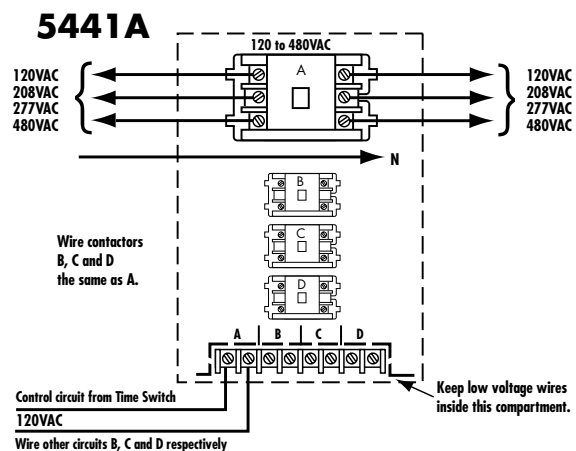 5441A
120 to 480VAC
A
120VAC
208VAC
277VAC
480VAC
120VAC
208VAC
277VAC
480VAC
N
B
Wire contactors
B, C and D
the same as A.
C
D
A B C D
Control circuit from Time Switch
120VAC
Wire other circuits B, C and D respectively
Keep low voltage wires
inside this compartment.